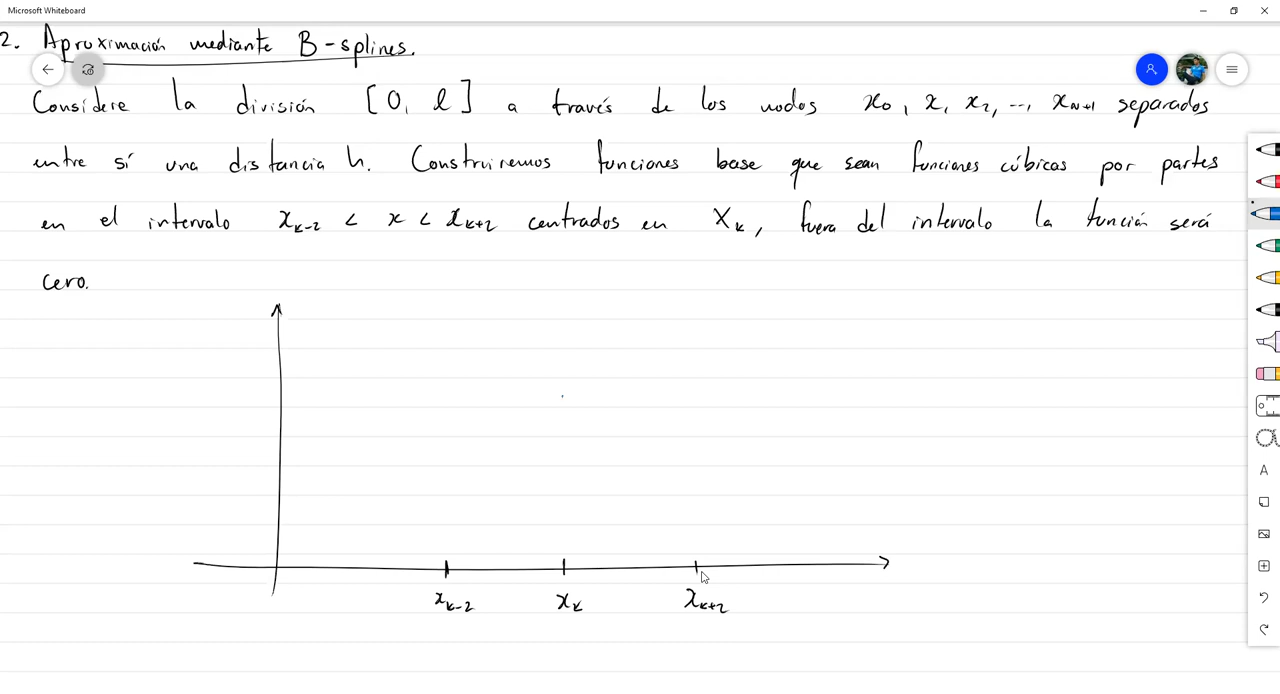 Microsoft Whiteboard
2. Aproximación mediante B-splines.
Considere la división [0, l] a través de los nodos x₀, x, x₂, ..., xₙ₊₁ separados
entre sí una distancia h. Construiremos funciones base que sean funciones cúbicas por partes
en el intervalo xₖ₋₂ < x < xₖ₊₂ centrados en Xₖ, fuera del intervalo la función será
cero.
xₖ₋₂ xₖ xₖ₊₂
A